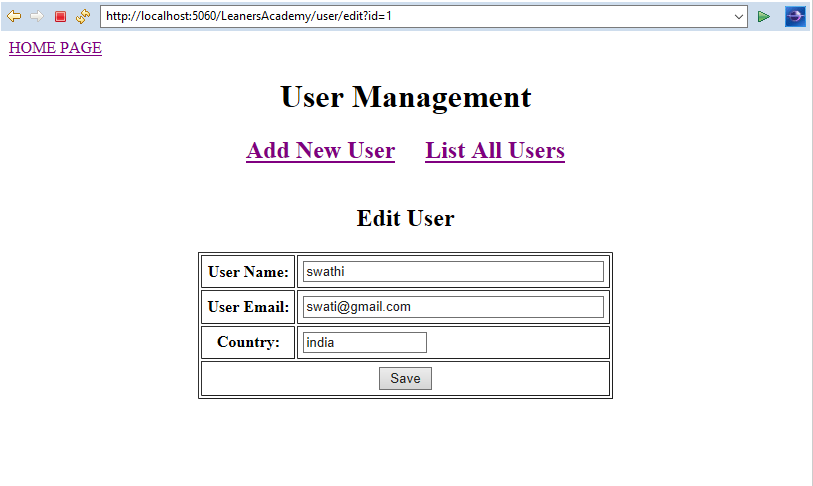 http://localhost:5060/LeanersAcademy/user/edit?id=1
HOME PAGE
User Management
Add New User List All Users
Edit User
User Name: swathi
User Email: swati@gmail.com
Country: india
Save